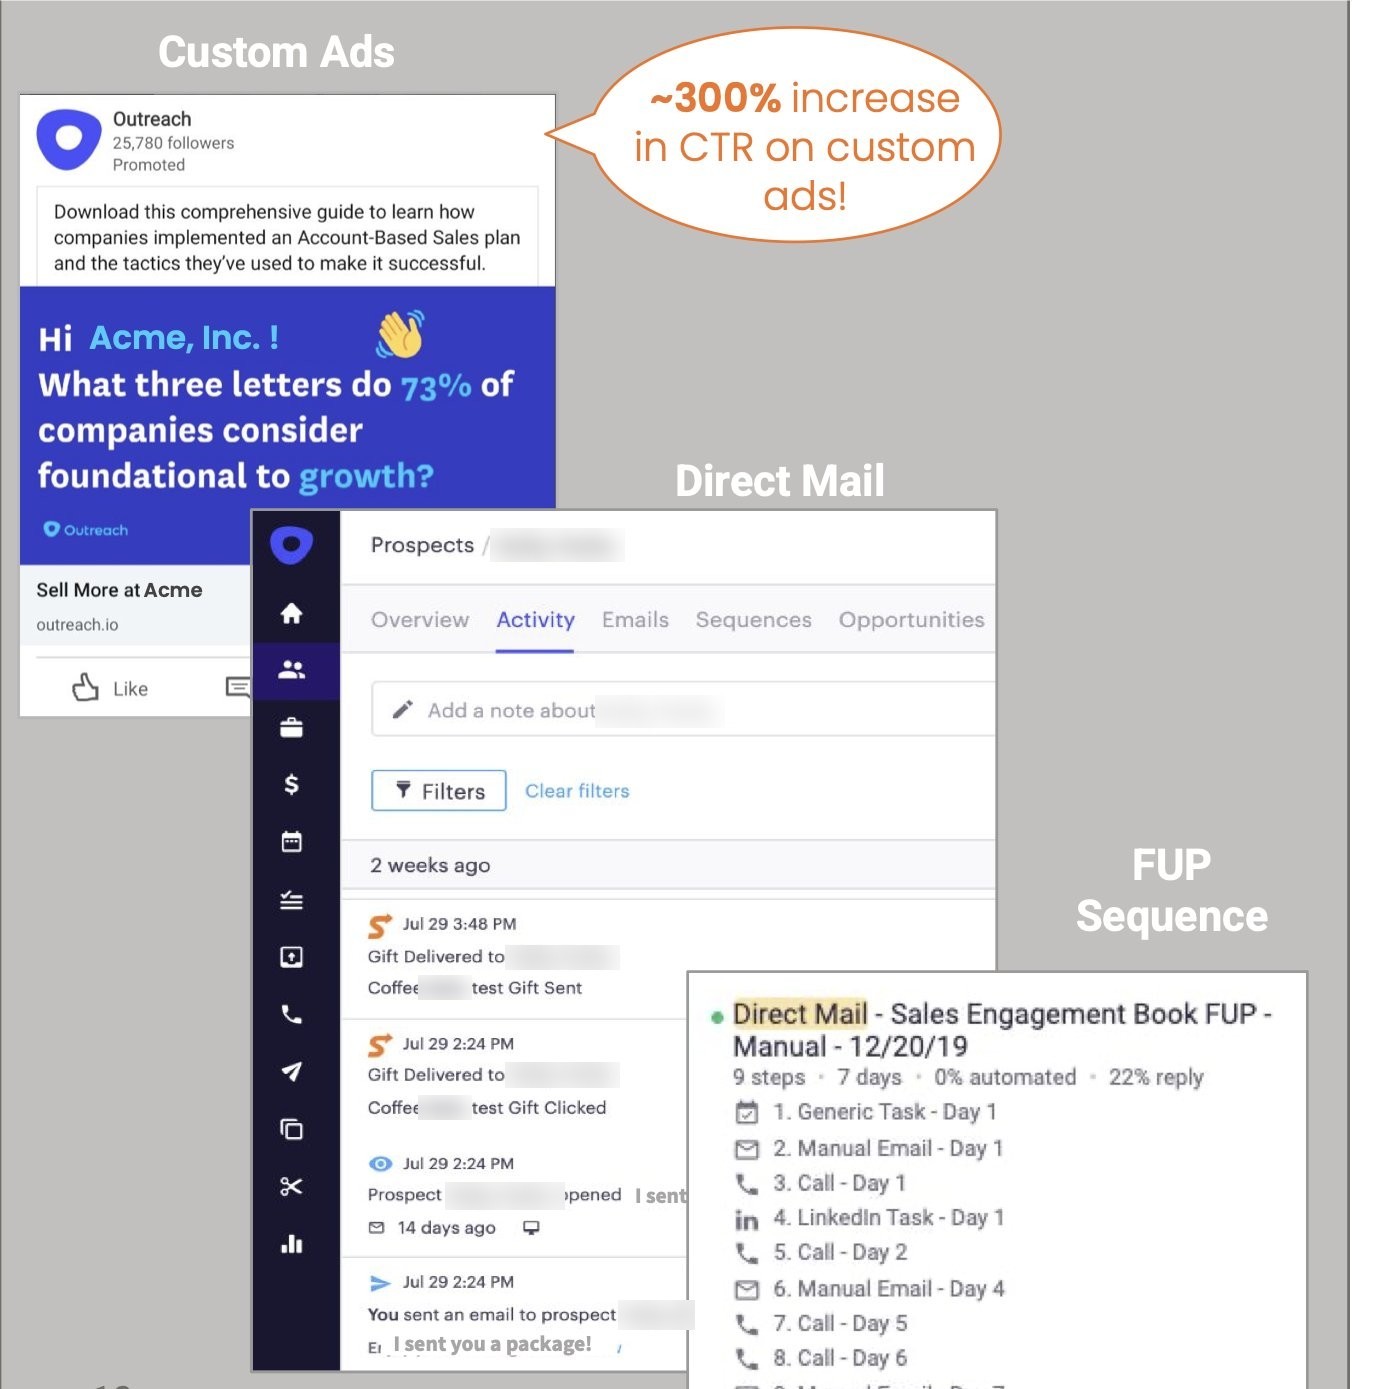 Custom Ads
~300% increase
in CTR on custom
ads!
Outreach
25,780 followers
Promoted
Download this comprehensive guide to learn how
companies implemented an Account-Based Sales plan
and the tactics they've used to make it successful.
Hi Acme, Inc. !
What three letters do 73% of
companies consider
foundational to growth?
Outreach
Sell More at Acme
outreach.io
Like
Direct Mail
Prospects /
Overview Activity Emails Sequences Opportunities
Add a note about
Filters Clear filters
2 weeks ago
Jul 29 3:48 PM
Gift Delivered to
Coffee test Gift Sent
Jul 29 2:24 PM
Gift Delivered to
Coffee test Gift Clicked
Jul 29 2:24 PM
Prospect opened I sent
14 days ago
Jul 29 2:24 PM
You sent an email to prospect
I sent you a package!
FUP
Sequence
Direct Mail - Sales Engagement Book FUP -
Manual - 12/20/19
9 steps · 7 days · 0% automated · 22% reply
1. Generic Task - Day 1
2. Manual Email - Day 1
3. Call - Day 1
in 4. LinkedIn Task - Day 1
5. Call - Day 2
6. Manual Email - Day 4
7. Call - Day 5
8. Call - Day 6